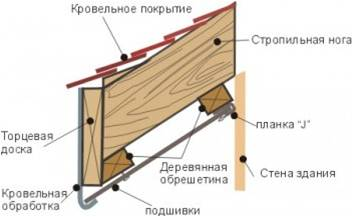 Кровельное покрытие
Стропильная нога
Торцевая
доска
планка “J”
Деревянная
обрешетина
Стена здания
Кровельная
обработка
подшивки